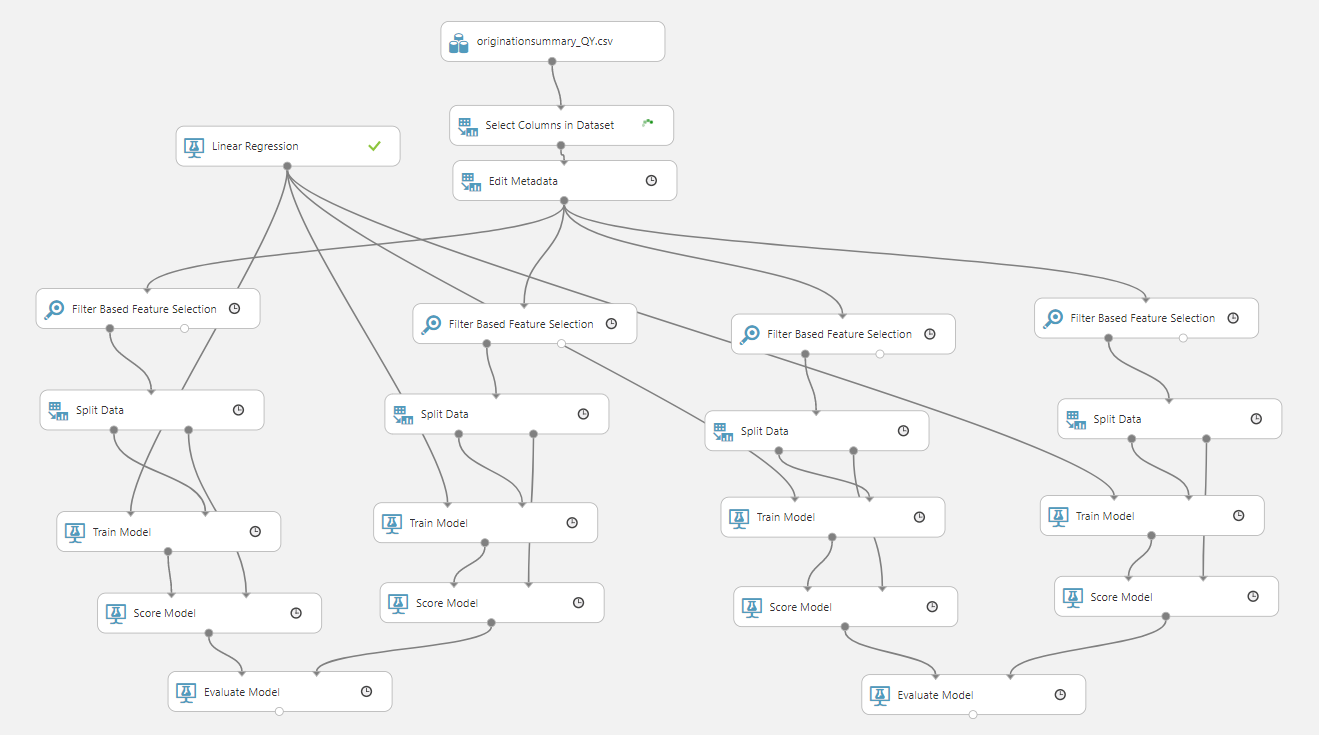 originationsummary_QY.csv
Select Columns in Dataset
Linear Regression
Edit Metadata
Filter Based Feature Selection
Filter Based Feature Selection
Filter Based Feature Selection
Filter Based Feature Selection
Split Data
Split Data
Split Data
Split Data
Train Model
Train Model
Train Model
Train Model
Score Model
Score Model
Score Model
Score Model
Evaluate Model
Evaluate Model